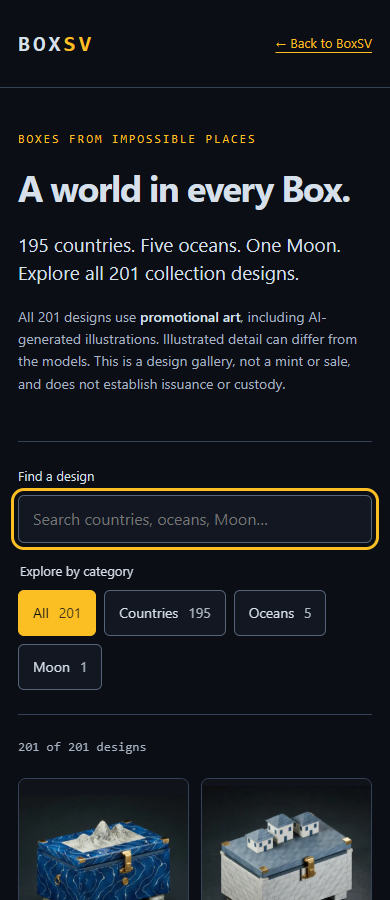 BOXSV
← Back to BoxSV
BOXES FROM IMPOSSIBLE PLACES
A world in every Box.
195 countries. Five oceans. One Moon.
Explore all 201 collection designs.
All 201 designs use promotional art, including AI-
generated illustrations. Illustrated detail can differ from
the models. This is a design gallery, not a mint or sale,
and does not establish issuance or custody.
Find a design
Search countries, oceans, Moon...
Explore by category
All 201
Countries 195
Oceans 5
Moon 1
201 of 201 designs